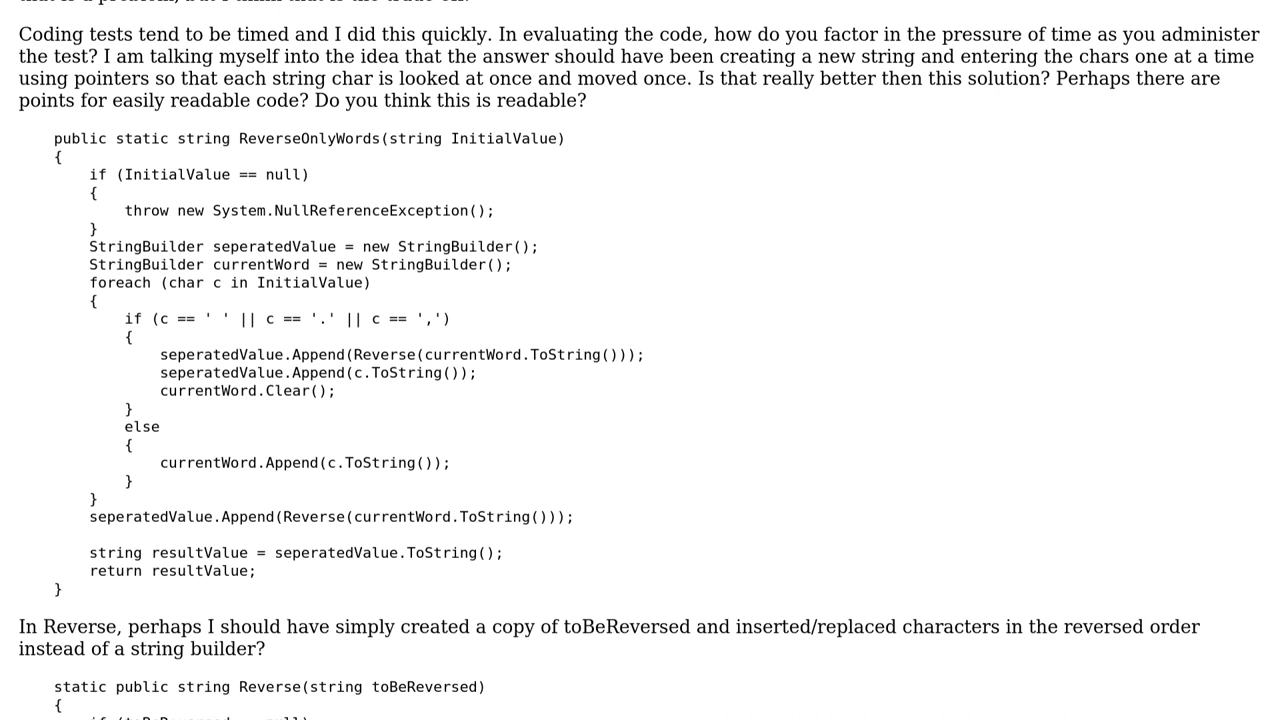 Coding tests tend to be timed and I did this quickly. In evaluating the code, how do you factor in the pressure of time as you administer
the test? I am talking myself into the idea that the answer should have been creating a new string and entering the chars one at a time
using pointers so that each string char is looked at once and moved once. Is that really better then this solution? Perhaps there are
points for easily readable code? Do you think this is readable?
public static string ReverseOnlyWords(string InitialValue)
{
if (InitialValue == null)
{
throw new System.NullReferenceException();
}
StringBuilder seperatedValue = new StringBuilder();
StringBuilder currentWord = new StringBuilder();
foreach (char c in InitialValue)
{
if (c == ' ' || c == '.' || c == ',')
{
seperatedValue.Append(Reverse(currentWord.ToString()));
seperatedValue.Append(c.ToString());
currentWord.Clear();
}
else
{
currentWord.Append(c.ToString());
}
}
seperatedValue.Append(Reverse(currentWord.ToString()));
string resultValue = seperatedValue.ToString();
return resultValue;
}
In Reverse, perhaps I should have simply created a copy of toBeReversed and inserted/replaced characters in the reversed order
instead of a string builder?
static public string Reverse(string toBeReversed)
{